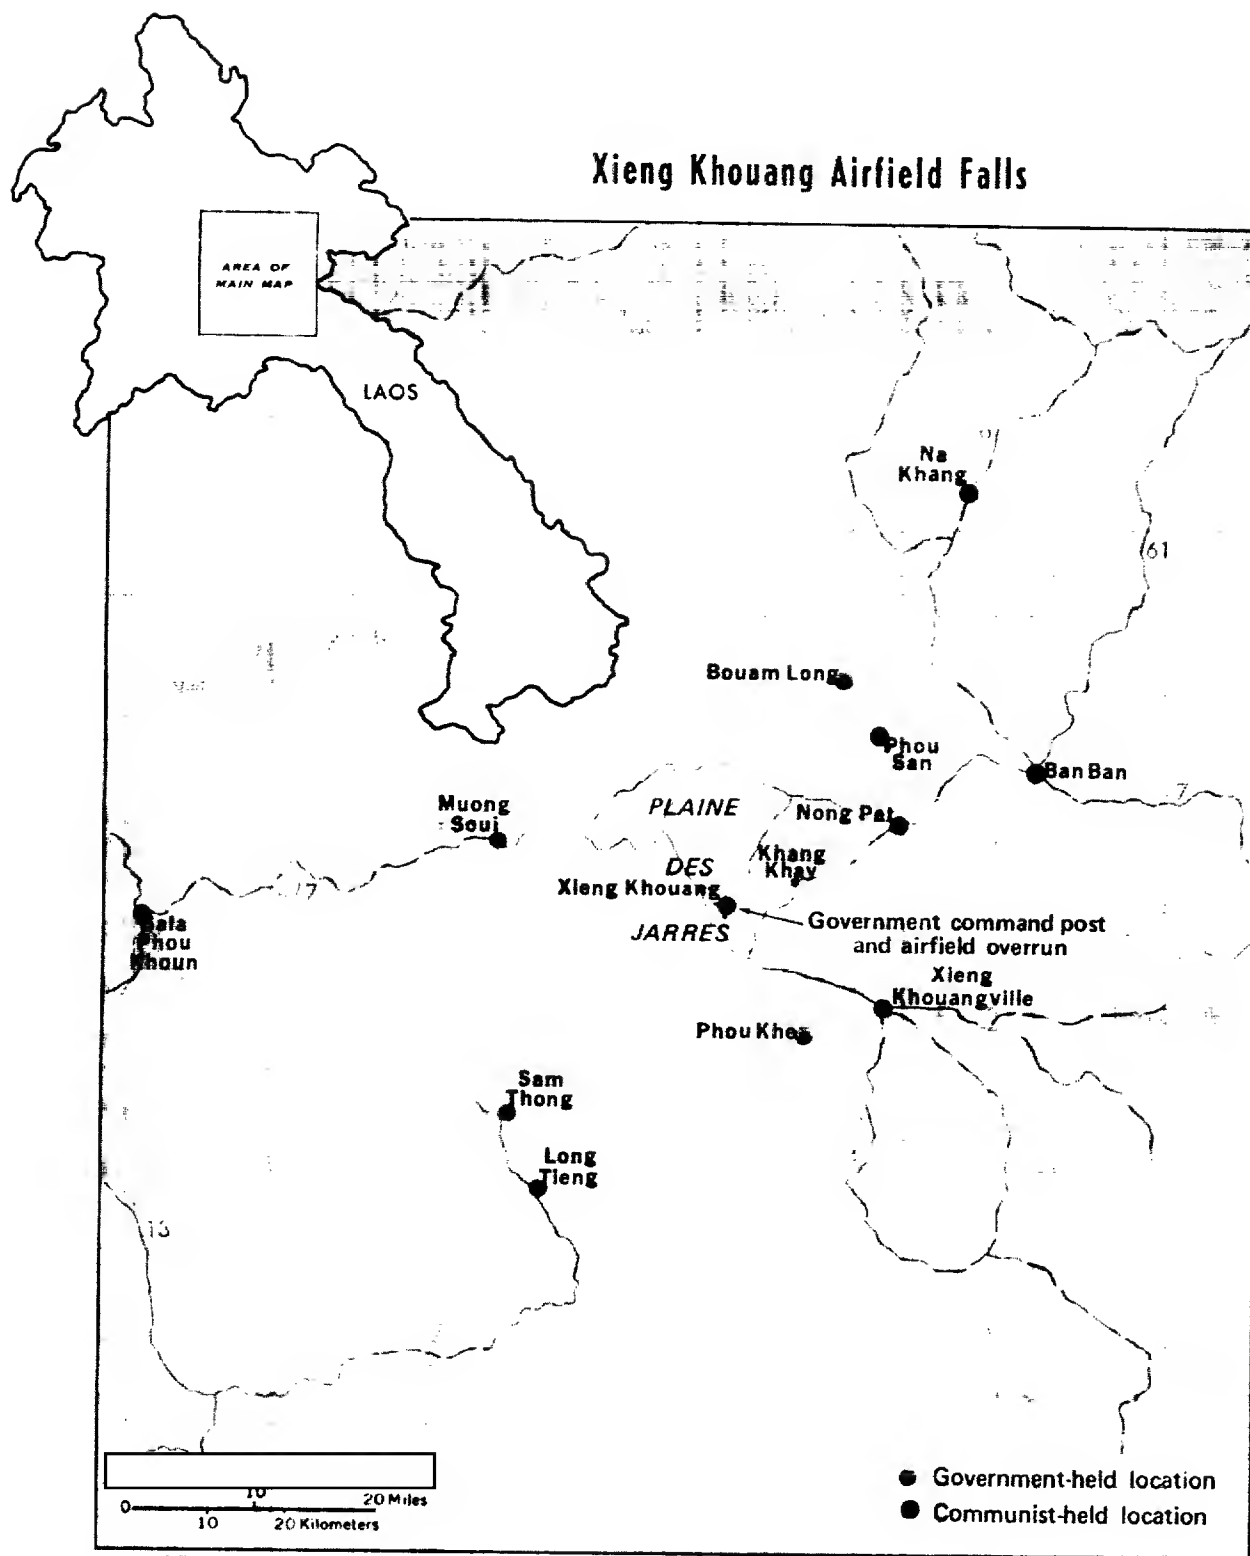 Xieng Khouang Airfield Falls
AREA OF
MAIN MAP
LAOS
Na
Khang
61
Bouam Long
Phou
San
Ban Ban
7
Muong
Soui
PLAINE
DES
JARRES
Nong Pet
Khang
Khay
Xieng Khouang
Government command post
and airfield overrun
7
Sala
Phou
Khoun
Xieng
Khouangville
Phou Khe
Sam
Thong
Long
Tieng
13
0
10
20 Miles
10
20 Kilometers
Government-held location
Communist-held location